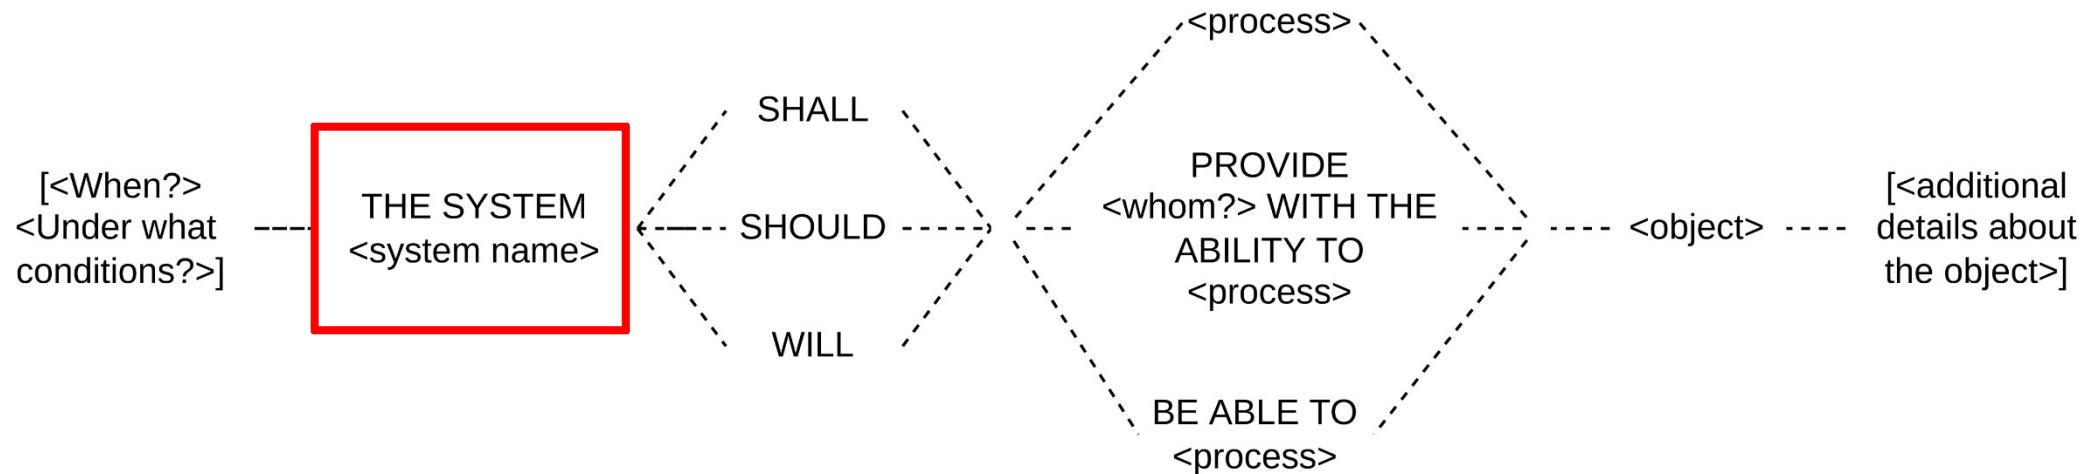 [<When?>
<Under what
conditions?>]
THE SYSTEM
<system name>
SHALL
SHOULD
WILL
<process>
PROVIDE
<whom?> WITH THE
ABILITY TO
<process>
BE ABLE TO
<process>
<object>
[<additional
details about
the object>]